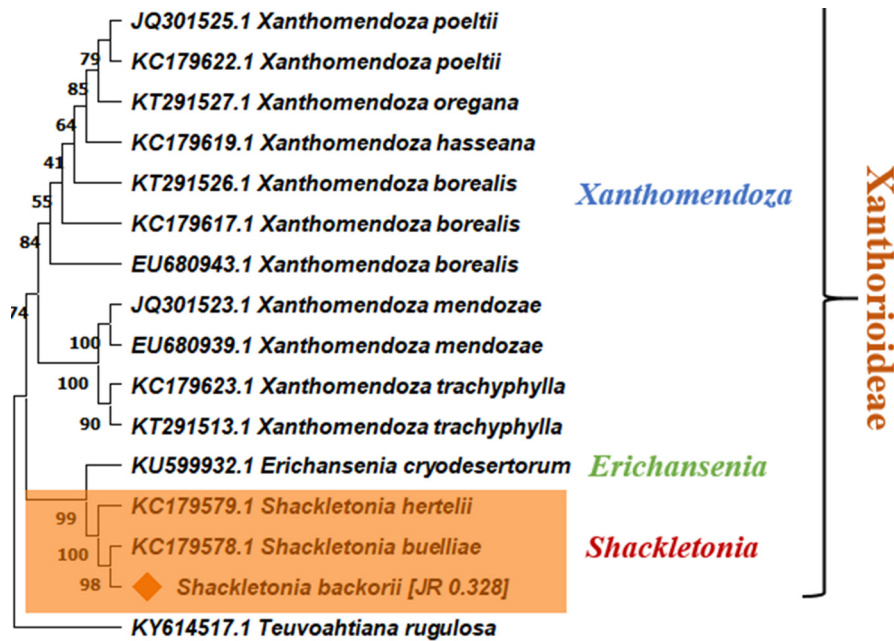 JQ301525.1 Xanthomendoza poeltii
79
KC179622.1 Xanthomendoza poeltii
85
KT291527.1 Xanthomendoza oregana
64
KC179619.1 Xanthomendoza hasseana
41
KT291526.1 Xanthomendoza borealis
Xanthomendoza
55
KC179617.1 Xanthomendoza borealis
84
EU680943.1 Xanthomendoza borealis
74
JQ301523.1 Xanthomendoza mendozae
100
EU680939.1 Xanthomendoza mendozae
100
KC179623.1 Xanthomendoza trachyphylla
90
KT291513.1 Xanthomendoza trachyphylla
KU599932.1 Erichansenia cryodesertorum
Erichansenia
99
KC179579.1 Shackletonia hertelii
100
KC179578.1 Shackletonia buelliae
Shackletonia
98
Shackletonia backorii [JR 0.328]
KY614517.1 Teuvoahtiana rugulosa
Xanthorioideae